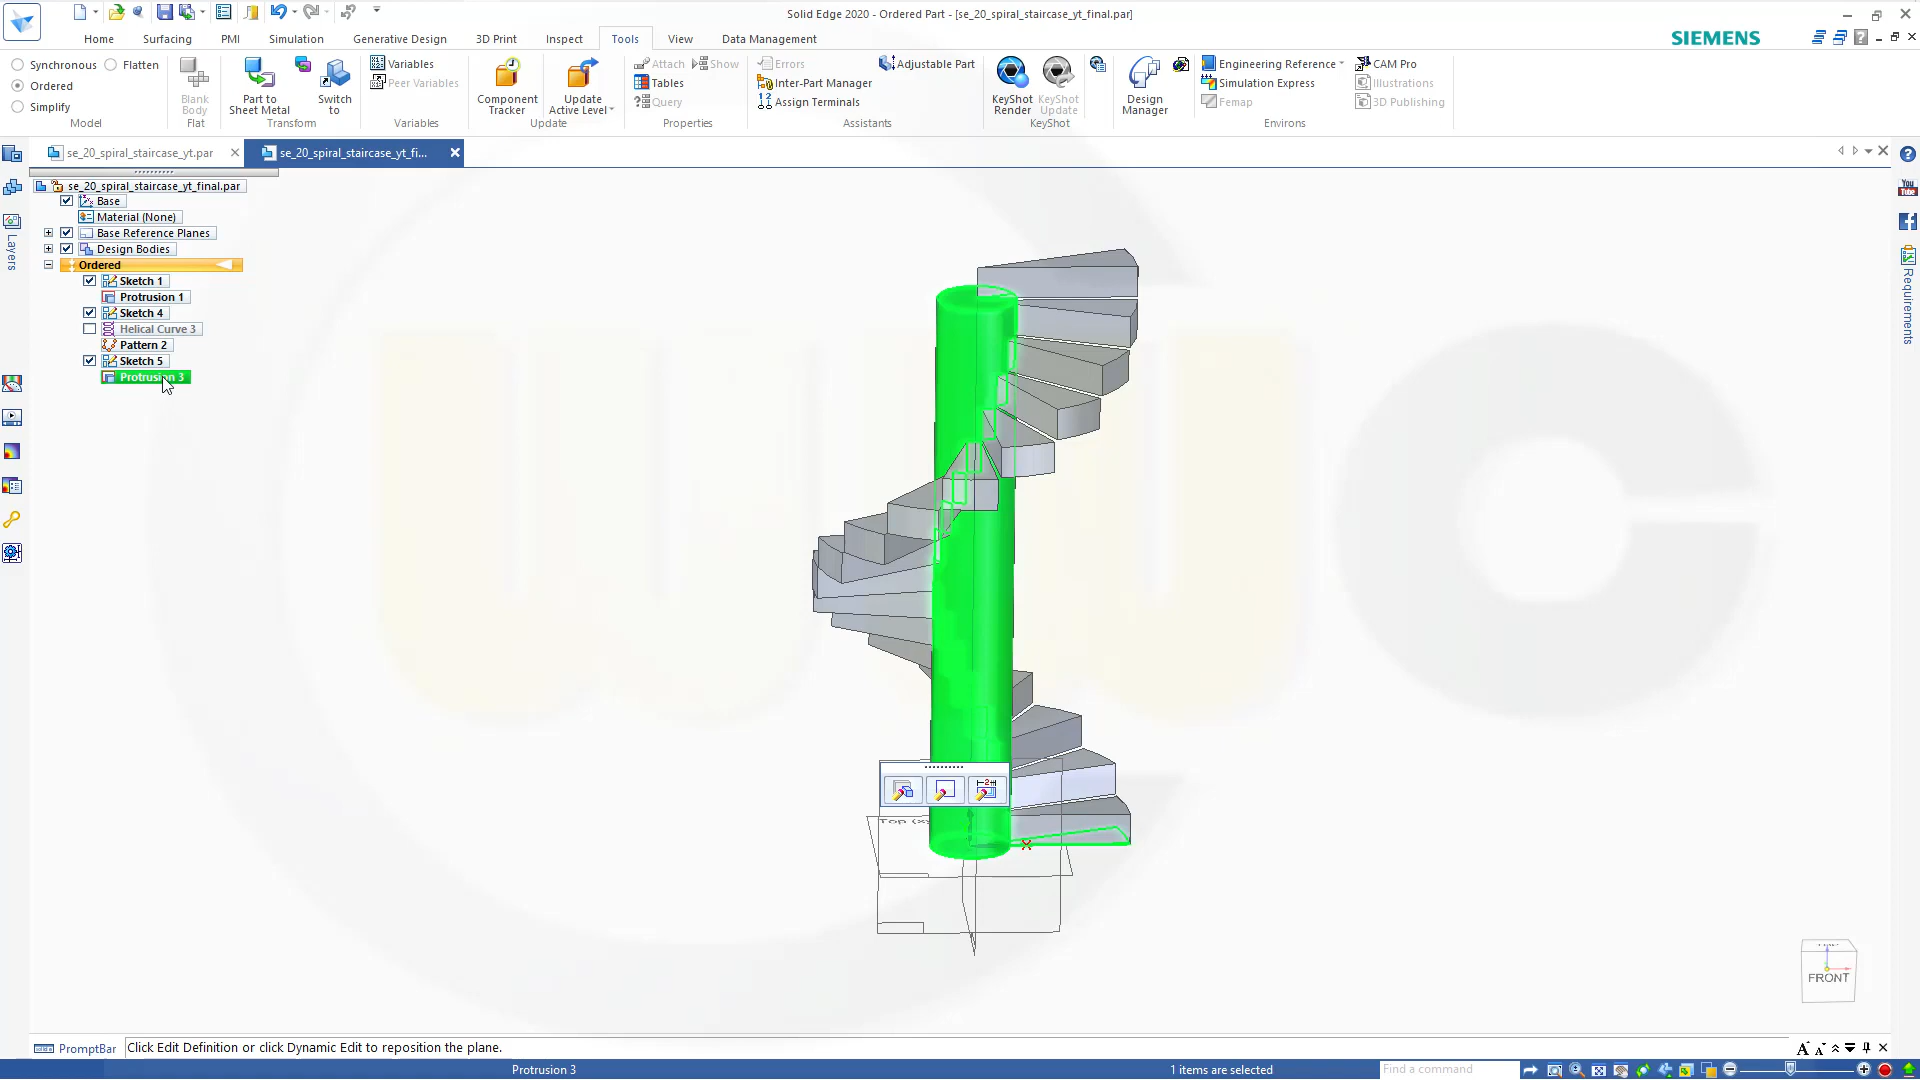 Solid Edge 2020 - Ordered Part - [se_20_spiral_staircase_yt_final.par]
Home Surfacing PMI Simulation Generative Design 3D Print Inspect Tools View Data Management
SIEMENS
Synchronous Flatten
Ordered
Simplify
Model
Blank Body
Flat
Part to Sheet Metal
Switch to
Transform
Variables
Peer Variables
Variables
Component Tracker
Update Active Level
Update
Attach Show
Tables
Query
Properties
Errors
Inter-Part Manager
Assign Terminals
Adjustable Part
Assistants
KeyShot Render
KeyShot Update
KeyShot
Design Manager
Engineering Reference
Simulation Express
Femap
CAM Pro
Illustrations
3D Publishing
Environs
se_20_spiral_staircase_yt.par
se_20_spiral_staircase_yt_fi...
se_20_spiral_staircase_yt_final.par
Base
Material (None)
Base Reference Planes
Design Bodies
Ordered
Sketch 1
Protrusion 1
Sketch 4
Helical Curve 3
Pattern 2
Sketch 5
Protrusion 3
Layers
You Tube
Requirements
Top (x
FRONT
PromptBar
Click Edit Definition or click Dynamic Edit to reposition the plane.
Protrusion 3
1 items are selected
Find a command